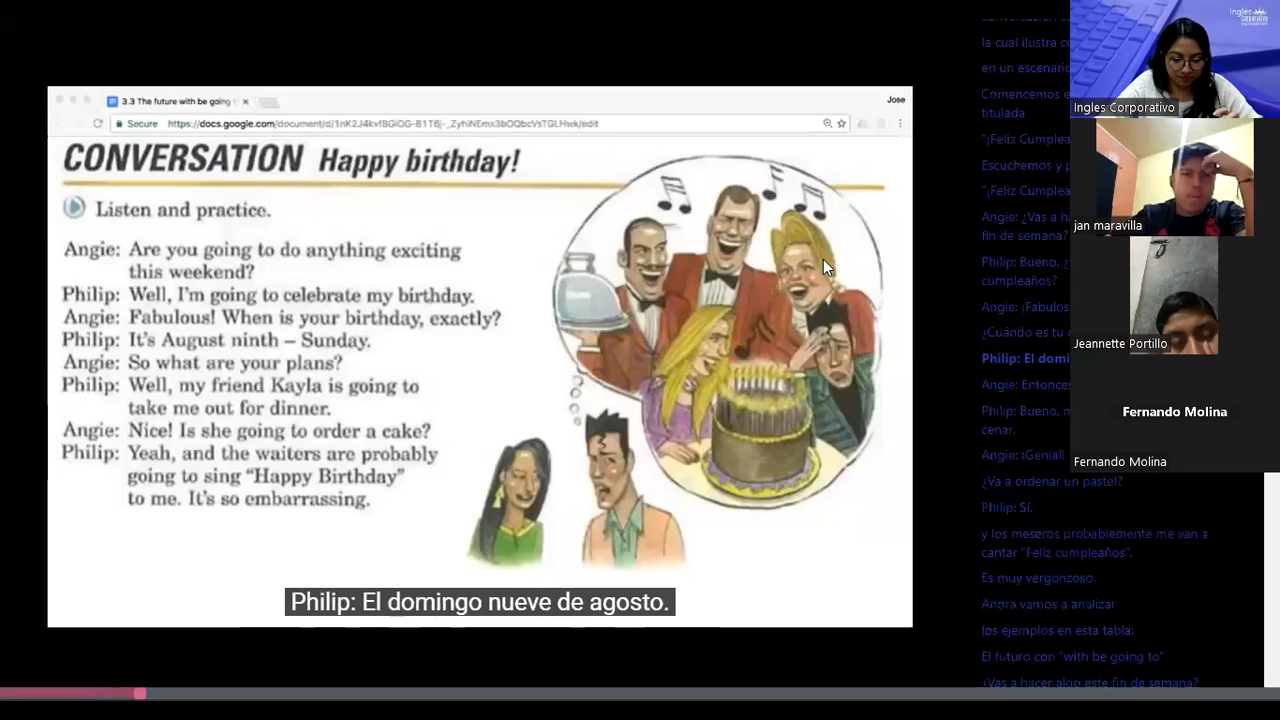 3.3 The future with be going
Jose
Secure
https://docs.google.com/document/d/1nK2J4kvf8GiOG-81T6j-_ZyhiNEmx3bOQbcVsTGLHwk/edit
CONVERSATION Happy birthday!
Listen and practice.
Angie: Are you going to do anything exciting
this weekend?
Philip: Well, I'm going to celebrate my birthday.
Angie: Fabulous! When is your birthday, exactly?
Philip: It's August ninth – Sunday.
Angie: So what are your plans?
Philip: Well, my friend Kayla is going to
take me out for dinner.
Angie: Nice! Is she going to order a cake?
Philip: Yeah, and the waiters are probably
going to sing "Happy Birthday"
to me. It's so embarrassing.
Philip: El domingo nueve de agosto.
la cual ilustra
en un escenario
Comencemos
titulada
"¡Feliz Cumple
Escuchemos y
"¡Feliz Cumple
Angie: ¿Vas a
fin de semana?
Philip: Bueno,
cumpleaños?
Angie: ¡Fabulos
¿Cuándo es tu
Philip: El domi
Angie: Entonces
Philip: Bueno, m
cenar.
Angie: ¡Genial!
¿Va a ordenar un pastel?
Philip: Sí.
y los meseros probablemente me van a
cantar "Feliz cumpleaños".
Es muy vergonzoso.
Ahora vamos a analizar
los ejemplos en esta tabla:
El futuro con "with be going to"
¿Vas a hacer algo este fin de semana?
Inglés
Corporativo
Ingles Corporativo
jan maravilla
Jeannette Portillo
Fernando Molina
Fernando Molina